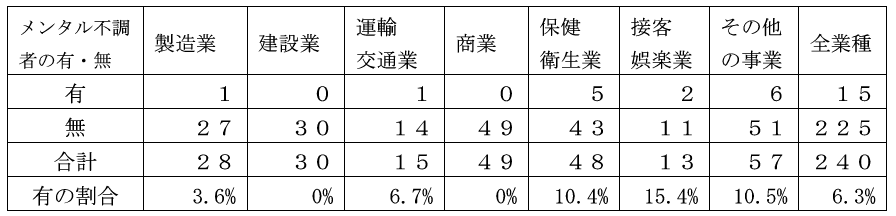 メンタル不調者の有・無 製造業 建設業 運輸交通業 商業 保健衛生業 接客娯楽業 その他の事業 全業種
有 1 0 1 0 5 2 6 15
無 27 30 14 49 43 11 51 225
合計 28 30 15 49 48 13 57 240
有の割合 3.6% 0% 6.7% 0% 10.4% 15.4% 10.5% 6.3%